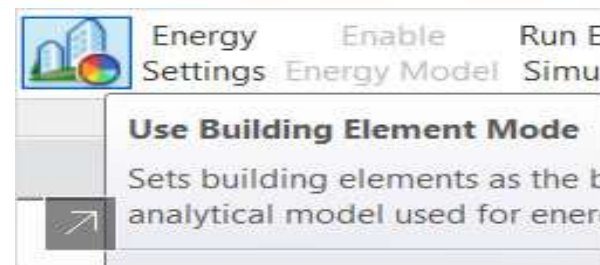 Energy Enable Run E
Settings Energy Model Simu
Use Building Element Mode
Sets building elements as the b
analytical model used for ener